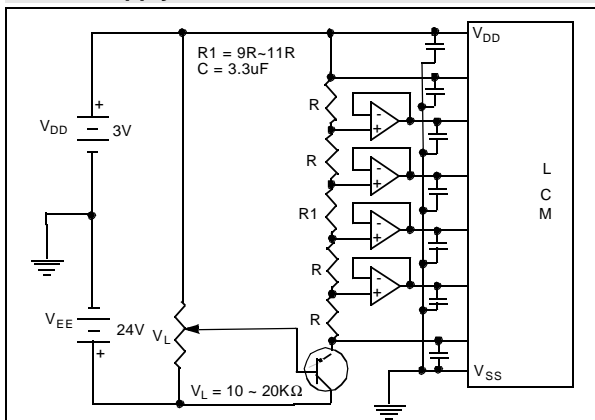 R1 = 9R~11R
C = 3.3uF
VDD
+
VDD
3V
R
-
+
R
-
+
R1
-
+
R
-
+
R
L
C
M
VEE
24V
+
VL
VL = 10 ~ 20KΩ
VSS